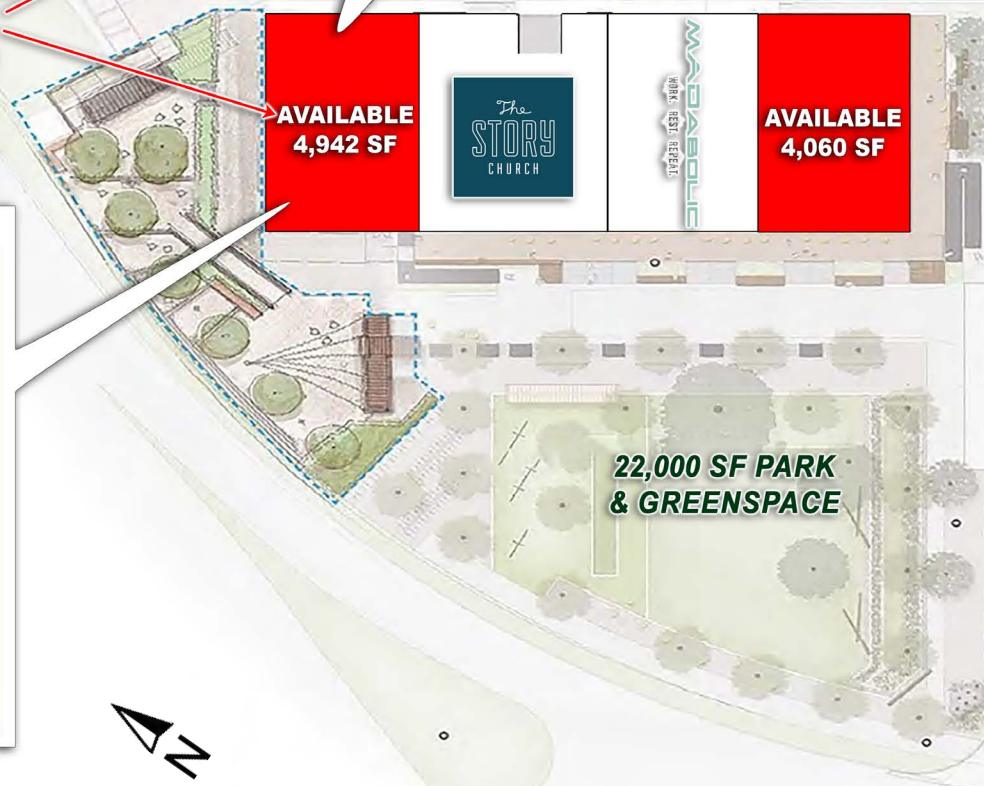 AVAILABLE
4,942 SF
The
STORY
CHURCH
MADABOLIC
WORK. REST. REPEAT.
AVAILABLE
4,060 SF
22,000 SF PARK
& GREENSPACE
N